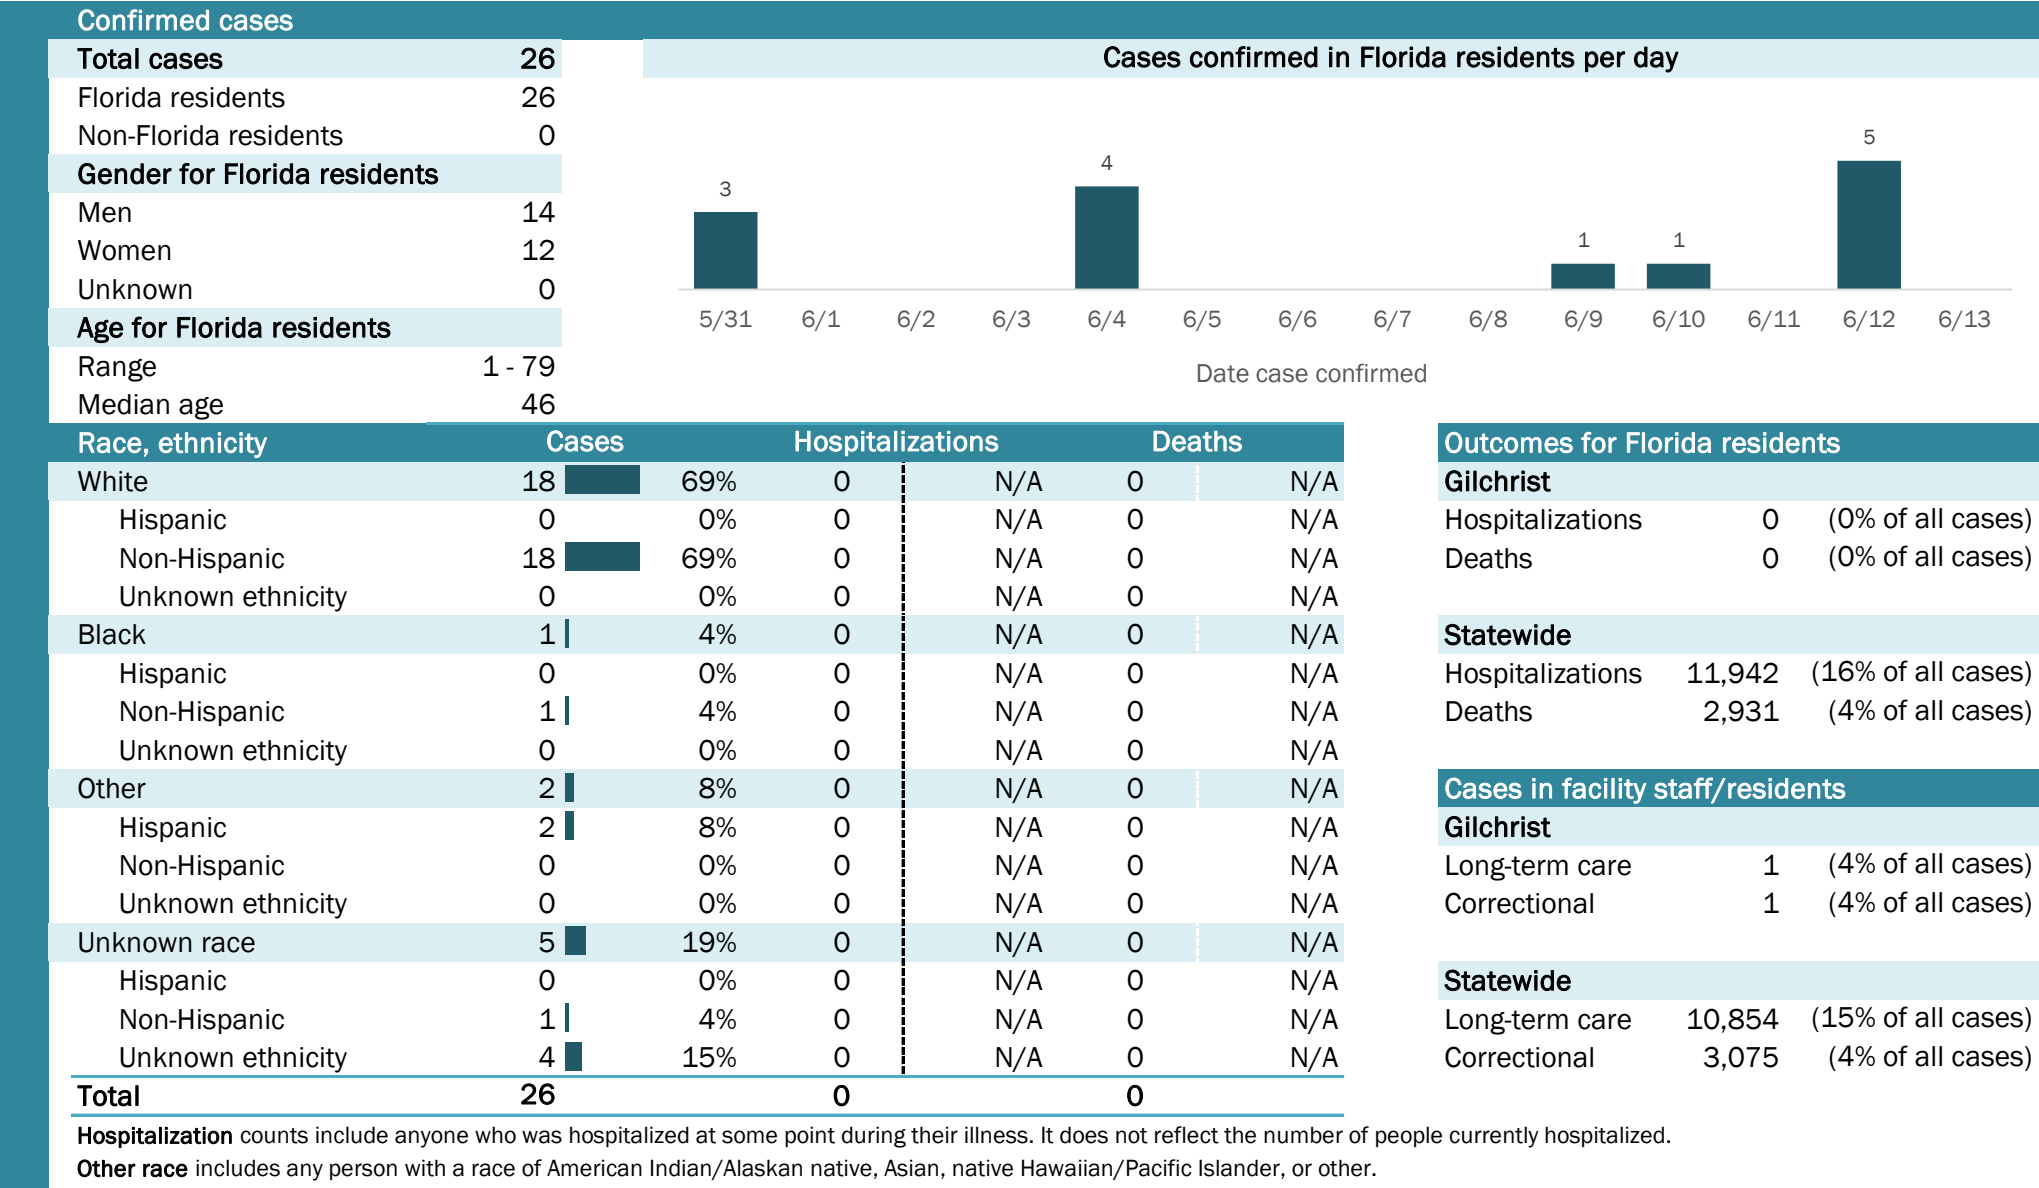 Confirmed cases
Total cases 26
Florida residents 26
Non-Florida residents 0
Gender for Florida residents
Men 14
Women 12
Unknown 0
Age for Florida residents
Range 1 - 79
Median age 46
Cases confirmed in Florida residents per day
3 4 1 1 5
5/31 6/1 6/2 6/3 6/4 6/5 6/6 6/7 6/8 6/9 6/10 6/11 6/12 6/13
Date case confirmed
Race, ethnicity Cases Hospitalizations Deaths
White 18 69% 0 N/A 0 N/A
Hispanic 0 0% 0 N/A 0 N/A
Non-Hispanic 18 69% 0 N/A 0 N/A
Unknown ethnicity 0 0% 0 N/A 0 N/A
Black 1 4% 0 N/A 0 N/A
Hispanic 0 0% 0 N/A 0 N/A
Non-Hispanic 1 4% 0 N/A 0 N/A
Unknown ethnicity 0 0% 0 N/A 0 N/A
Other 2 8% 0 N/A 0 N/A
Hispanic 2 8% 0 N/A 0 N/A
Non-Hispanic 0 0% 0 N/A 0 N/A
Unknown ethnicity 0 0% 0 N/A 0 N/A
Unknown race 5 19% 0 N/A 0 N/A
Hispanic 0 0% 0 N/A 0 N/A
Non-Hispanic 1 4% 0 N/A 0 N/A
Unknown ethnicity 4 15% 0 N/A 0 N/A
Total 26 0 0
Outcomes for Florida residents
Gilchrist
Hospitalizations 0 (0% of all cases)
Deaths 0 (0% of all cases)
Statewide
Hospitalizations 11,942 (16% of all cases)
Deaths 2,931 (4% of all cases)
Cases in facility staff/residents
Gilchrist
Long-term care 1 (4% of all cases)
Correctional 1 (4% of all cases)
Statewide
Long-term care 10,854 (15% of all cases)
Correctional 3,075 (4% of all cases)
Hospitalization counts include anyone who was hospitalized at some point during their illness. It does not reflect the number of people currently hospitalized.
Other race includes any person with a race of American Indian/Alaskan native, Asian, native Hawaiian/Pacific Islander, or other.